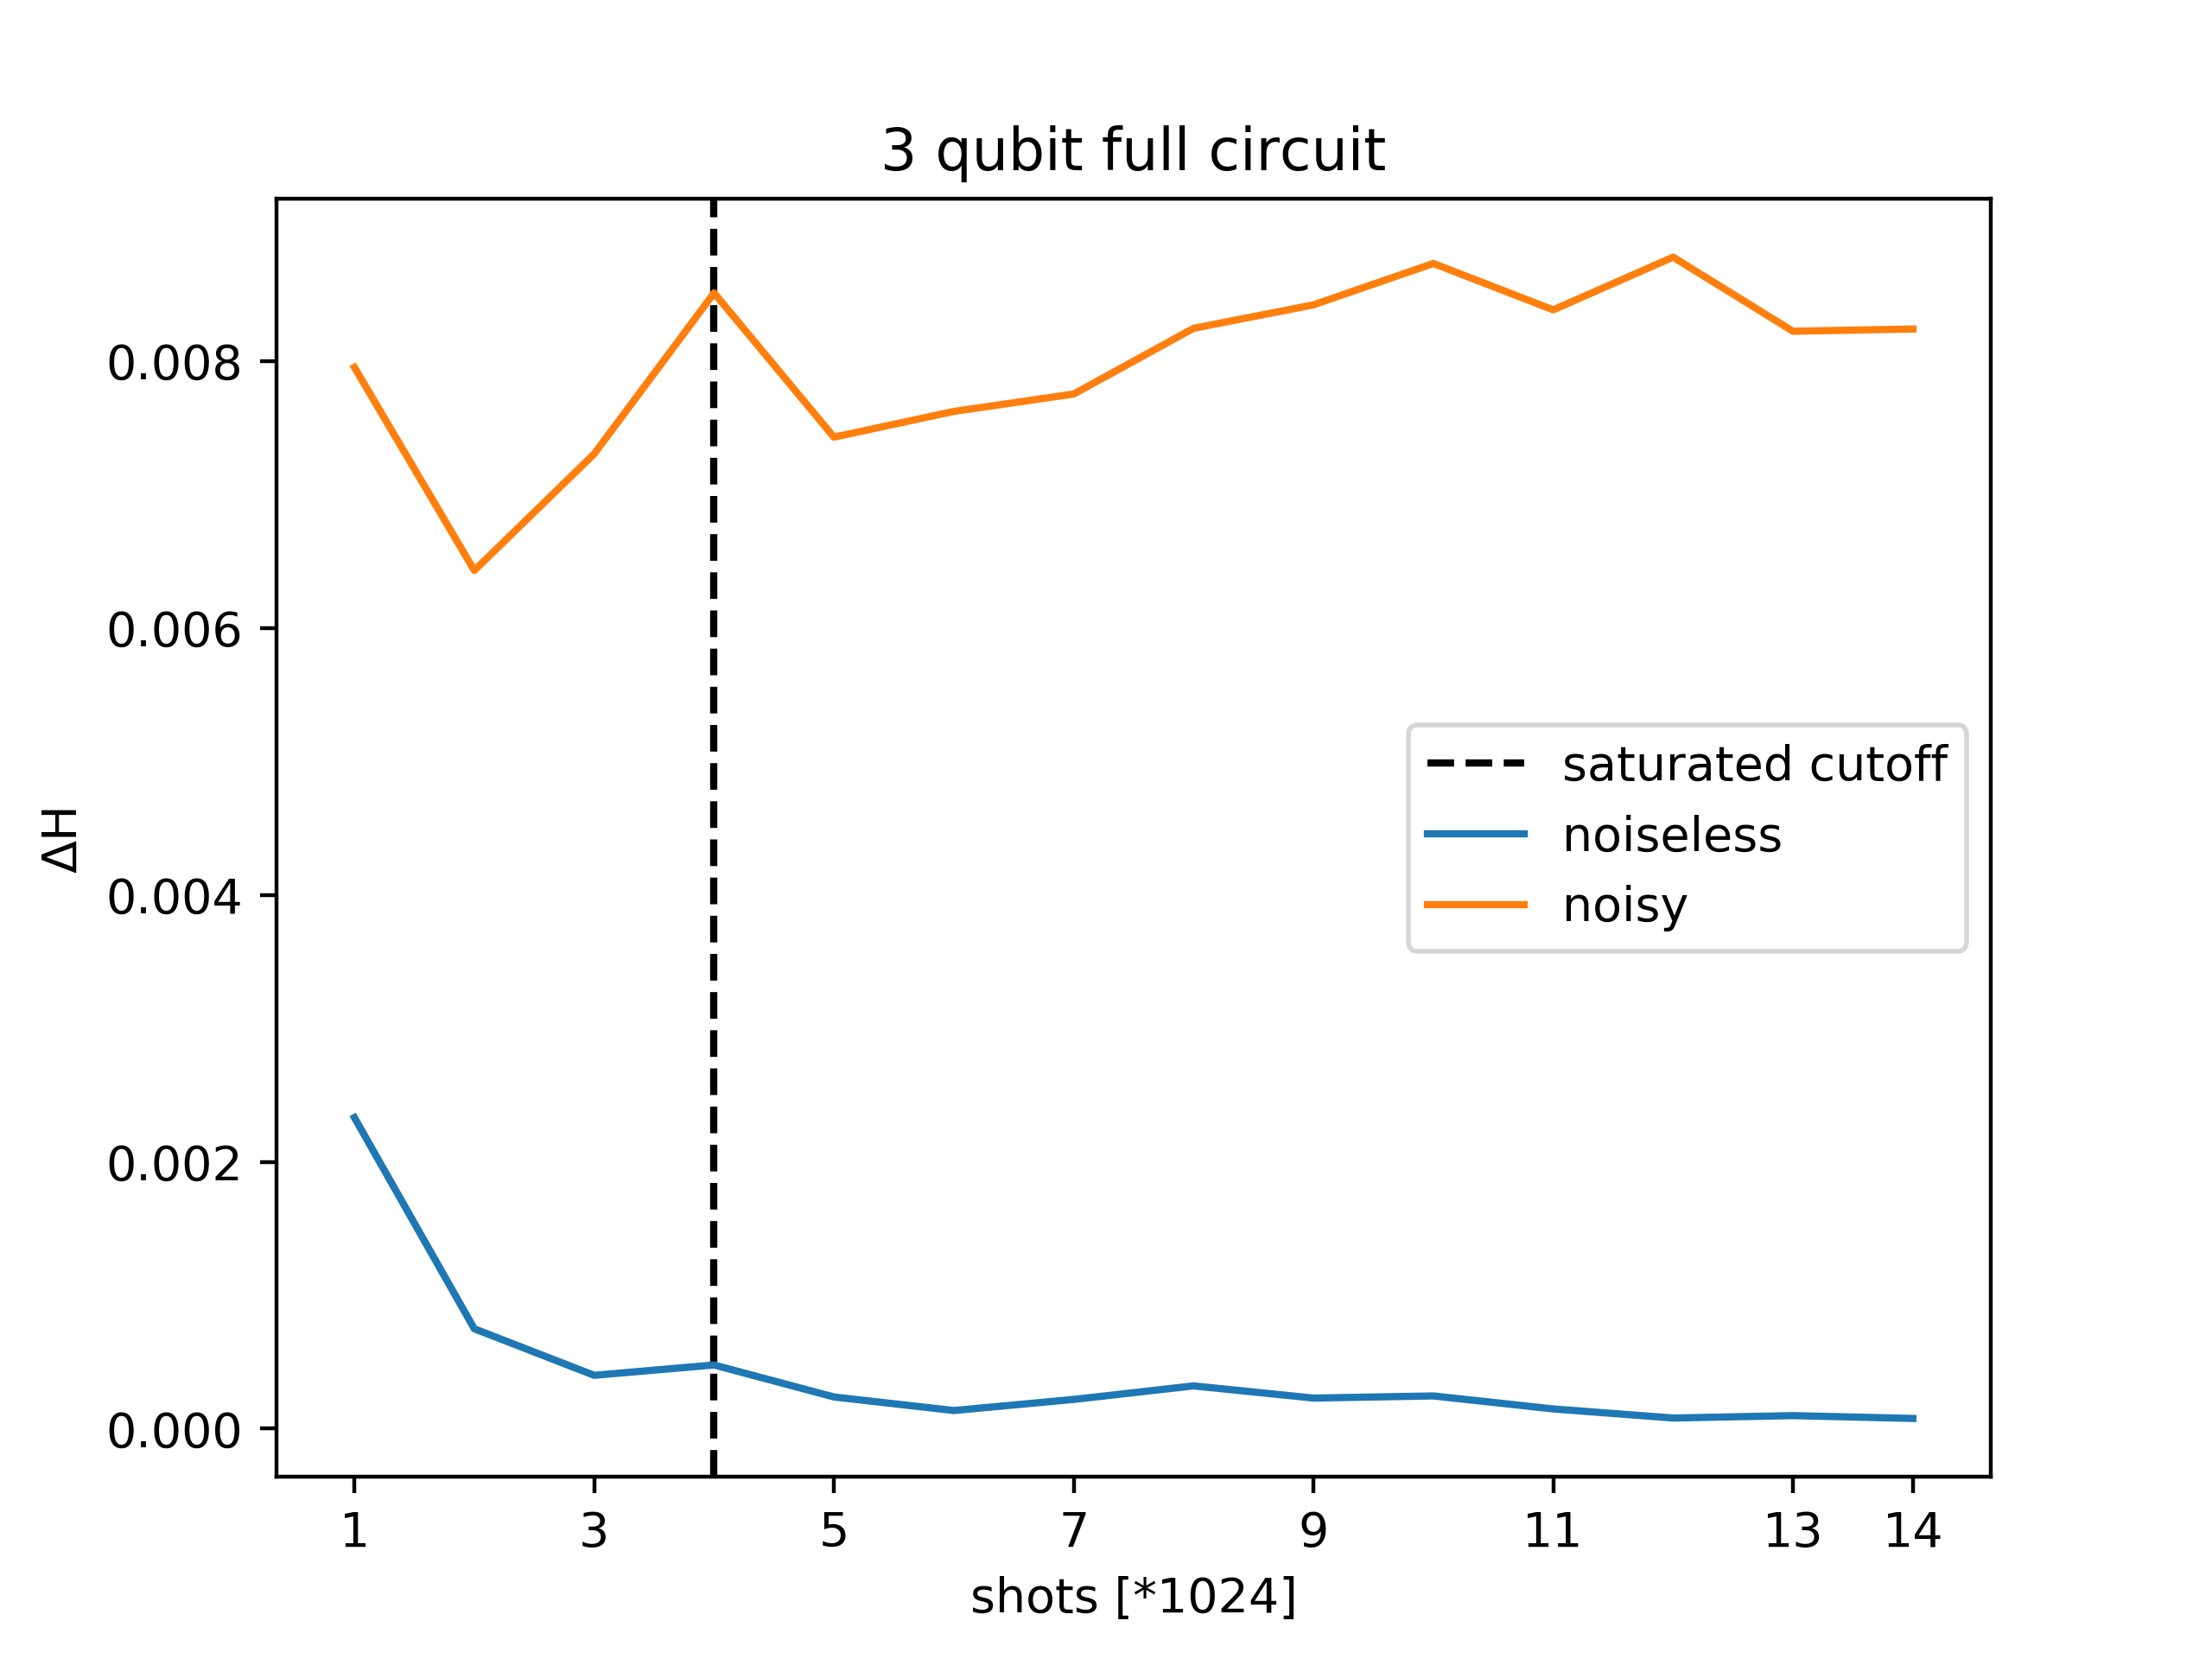 3 qubit full circuit
0.008
0.006
0.004
0.002
0.000
ΔH
saturated cutoff
noiseless
noisy
1 3 5 7 9 11 13 14
shots [*1024]